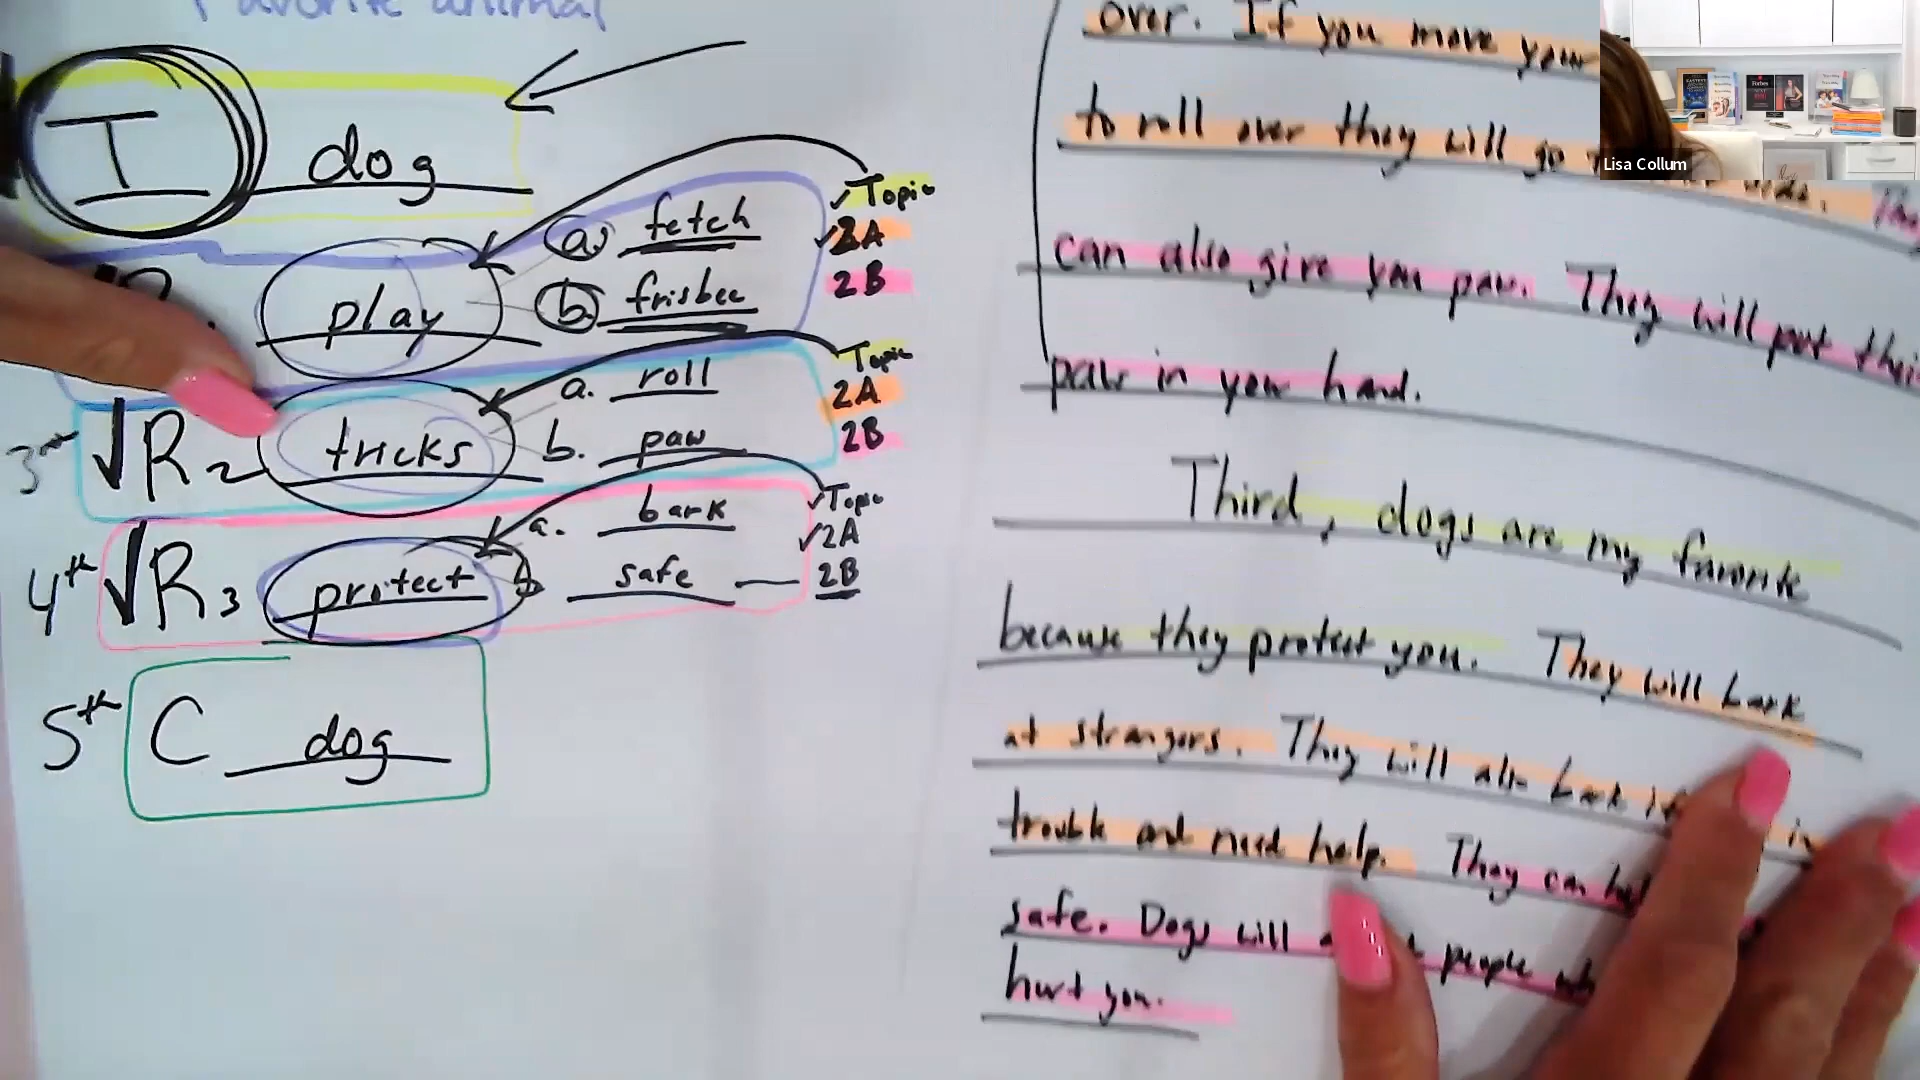 Favorite animal
T dog
play a. fetch
b. frisbee
Topic
2A
2B
3rd √R2 tricks a. roll
b. paw
Topic
2A
2B
4th √R3 protect a. bark
safe
Topic
2A
2B
5th C dog
over. If you move your
to roll over they will go
can also give you paw. They will put their
paw in your hand.
Third, dogs are my favorite
because they protect you. They will bark
at strangers. They will also bark if in
trouble and need help. They can
safe. Dogs will people
hurt you.
Lisa Collum